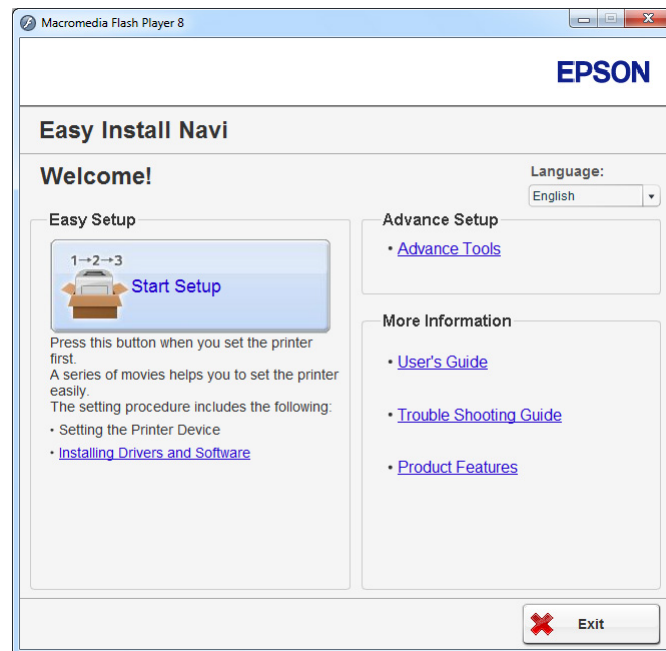 Macromedia Flash Player 8
EPSON
Easy Install Navi
Welcome!
Language:
English
Easy Setup
1→2→3
Start Setup
Press this button when you set the printer
first.
A series of movies helps you to set the printer
easily.
The setting procedure includes the following:
• Setting the Printer Device
• Installing Drivers and Software
Advance Setup
• Advance Tools
More Information
• User's Guide
• Trouble Shooting Guide
• Product Features
Exit